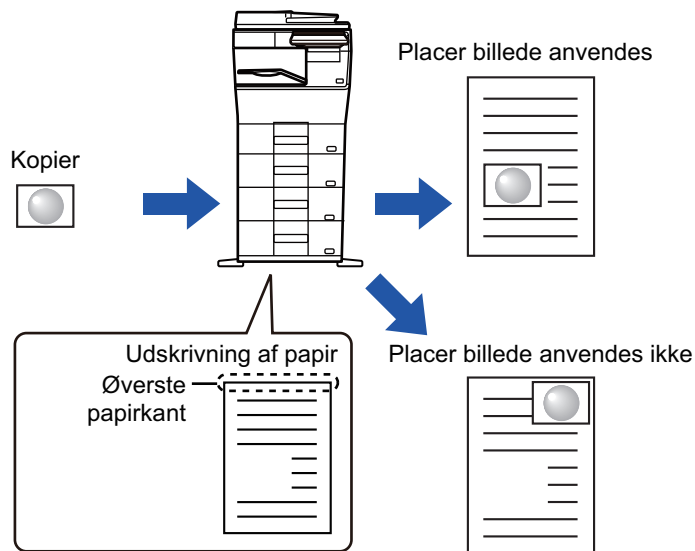 Placer billede anvendes
Kopier
Udskrivning af papir
Øverste
papirkant
Placer billede anvendes ikke